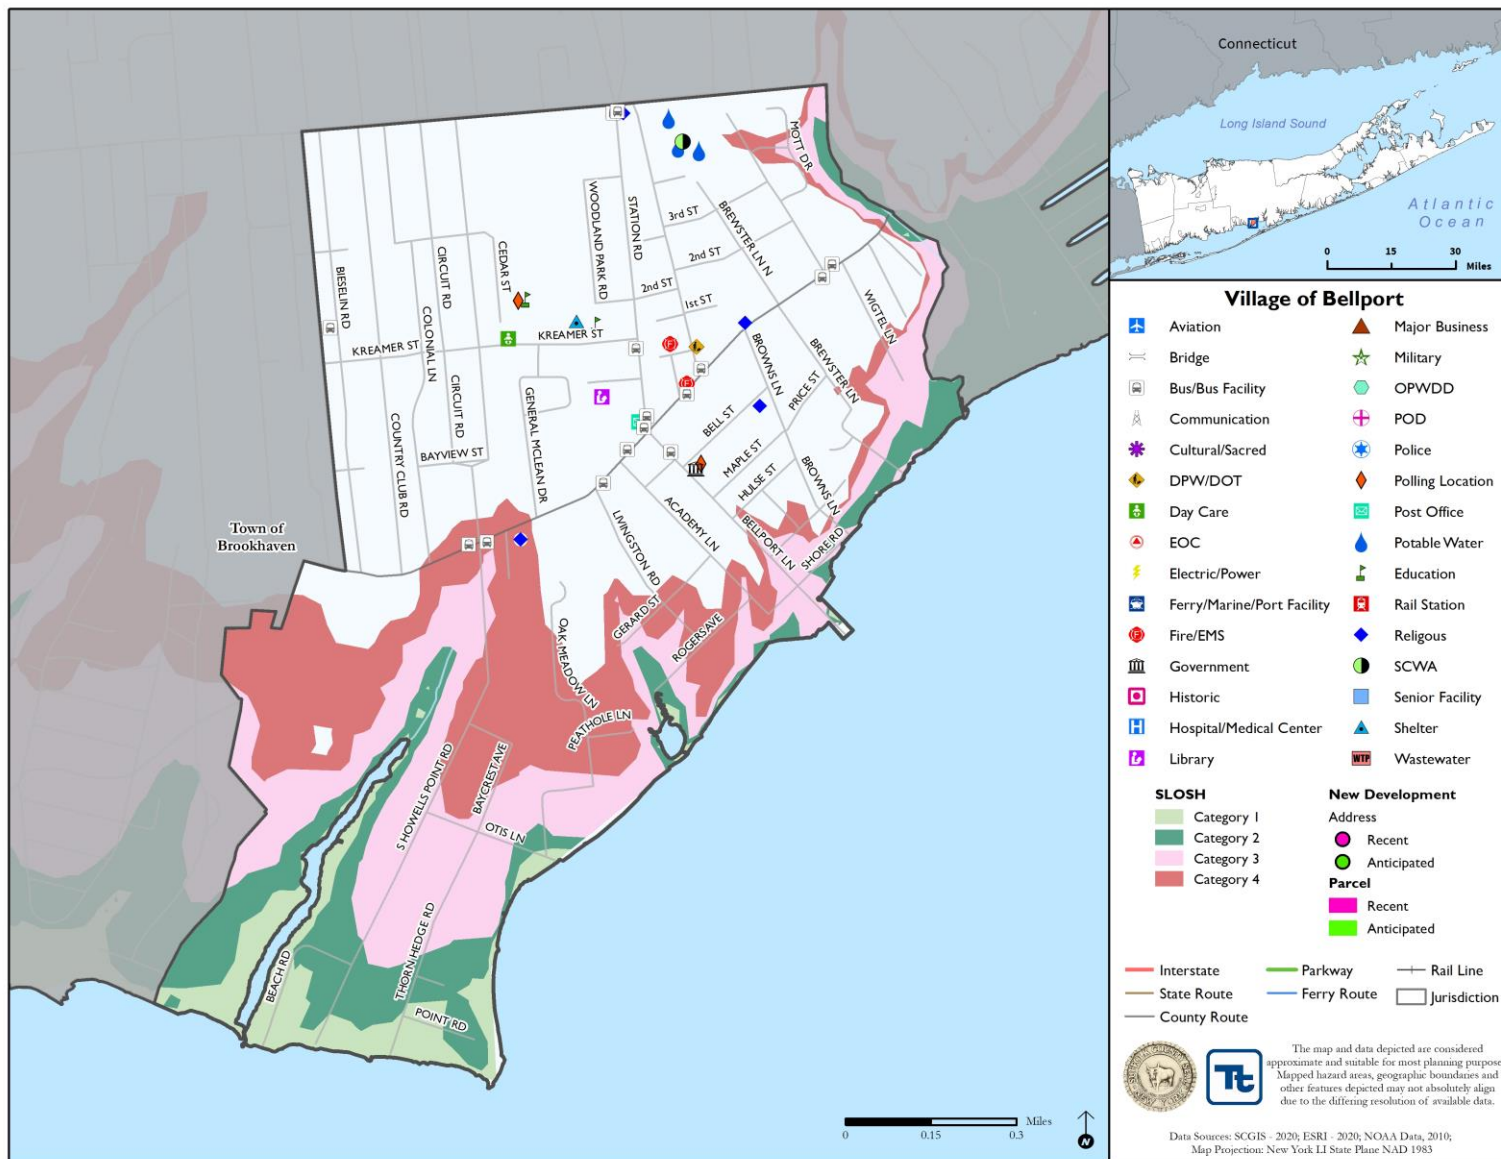 Connecticut
Long Island Sound
Atlantic
Ocean
0 15 30
Miles
MOTT DR
WOODLAND PARK RD
STATION RD
3rd ST
BREWSTER LN N
2nd ST
2nd ST
1st ST
WIGTEL LN
BIESELIN RD
CIRCUIT RD
CEDAR ST
COLONIAL LN
KREAMER ST
KREAMER ST
BROWNS LN
BREWSTER LN
PRICE ST
CIRCUIT RD
GENERAL MCLEAN DR
COUNTRY CLUB RD
BAYVIEW ST
BELL ST
MAPLE ST
HULSE ST
BROWNS LN
LIVINGSTON RD
ACADEMY LN
BELLPORT LN
SHORE RD
Town of
Brookhaven
GERARD ST
ROGERS AVE
OAK MEADOW LN
PEATHOLE LN
S HOWELLS POINT RD
BAYCREST AVE
OTIS LN
THORN HEDGE RD
BEACH RD
POINT RD
Miles
0 0.15 0.3
N
Village of Bellport
Aviation
Bridge
Bus/Bus Facility
Communication
Cultural/Sacred
DPW/DOT
Day Care
EOC
Electric/Power
Ferry/Marine/Port Facility
Fire/EMS
Government
Historic
Hospital/Medical Center
Library
Major Business
Military
OPWDD
POD
Police
Polling Location
Post Office
Potable Water
Education
Rail Station
Religous
SCWA
Senior Facility
Shelter
WTP Wastewater
SLOSH
Category 1
Category 2
Category 3
Category 4
New Development
Address
Recent
Anticipated
Parcel
Recent
Anticipated
Interstate
State Route
County Route
Parkway
Ferry Route
Rail Line
Jurisdiction
Tt
The map and data depicted are considered
approximate and suitable for most planning purpose
Mapped hazard areas, geographic boundaries and
other features depicted may not absolutely align
due to the differing resolution of available data.
Data Sources: SCGIS - 2020; ESRI - 2020; NOAA Data, 2010;
Map Projection: New York LI State Plane NAD 1983